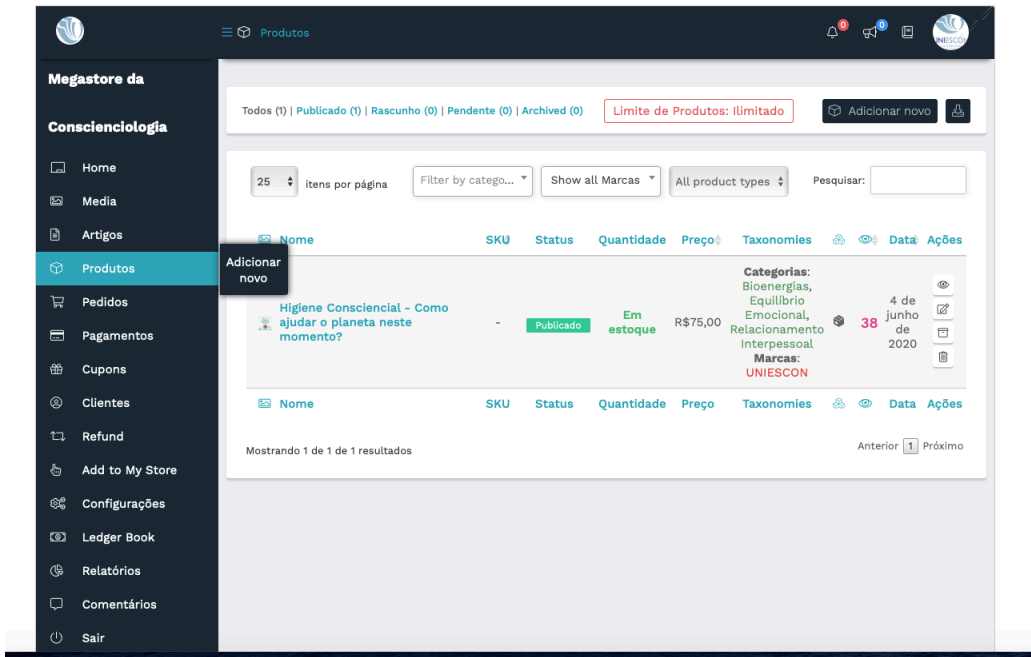 Produtos
0
0
UNIESCON
Megastore da
Conscienciologia
Home
Media
Artigos
Produtos
Pedidos
Pagamentos
Cupons
Clientes
Refund
Add to My Store
Configurações
Ledger Book
Relatórios
Comentários
Sair
Adicionar
novo
Todos (1) | Publicado (1) | Rascunho (0) | Pendente (0) | Archived (0)
Limite de Produtos: Ilimitado
Adicionar novo
25 itens por página
Filter by catego...
Show all Marcas
All product types
Pesquisar:
Nome SKU Status Quantidade Preço Taxonomies Data Ações
Higiene Consciencial - Como
ajudar o planeta neste
momento?
-
Publicado
Em
estoque
R$75,00
Categorias:
Bioenergias,
Equilíbrio
Emocional,
Relacionamento
Interpessoal
Marcas:
UNIESCON
38
4 de
junho
de
2020
Nome SKU Status Quantidade Preço Taxonomies Data Ações
Mostrando 1 de 1 de 1 resultados
Anterior 1 Próximo